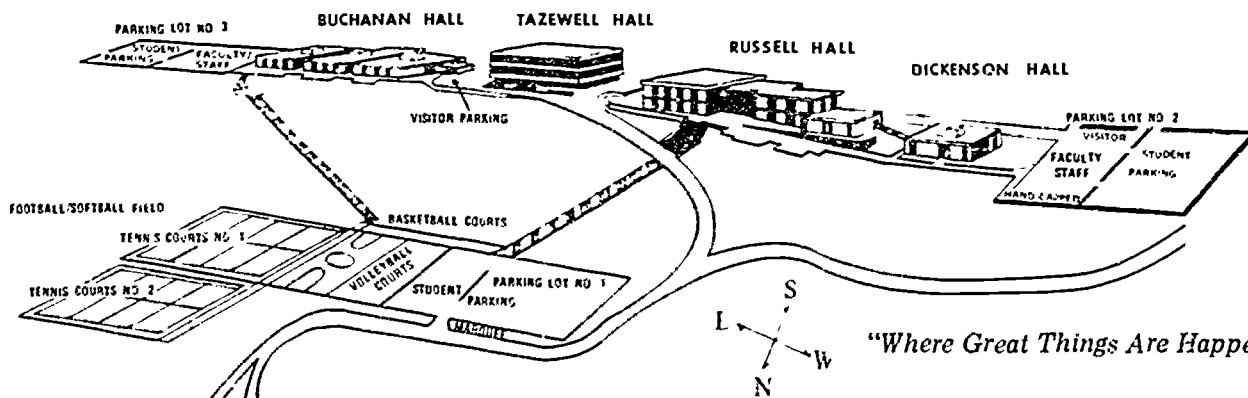 BUCHANAN HALL
TAZEWELL HALL
RUSSELL HALL
DICKENSON HALL
PARKING LOT NO 3
STUDENT
PARKING
FACULTY/
STAFF
VISITOR PARKING
PARKING LOT NO 2
VISITOR
FACULTY
STAFF
STUDENT
PARKING
HANDICAPPED
FOOTBALL/SOFTBALL FIELD
BASKETBALL COURTS
TENNIS COURTS NO 1
TENNIS COURTS NO. 2
VOLLEYBALL
COURTS
STUDENT
PARKING
PARKING LOT NO 1
MARQUEE
S
E
W
N
"Where Great Things Are Happe